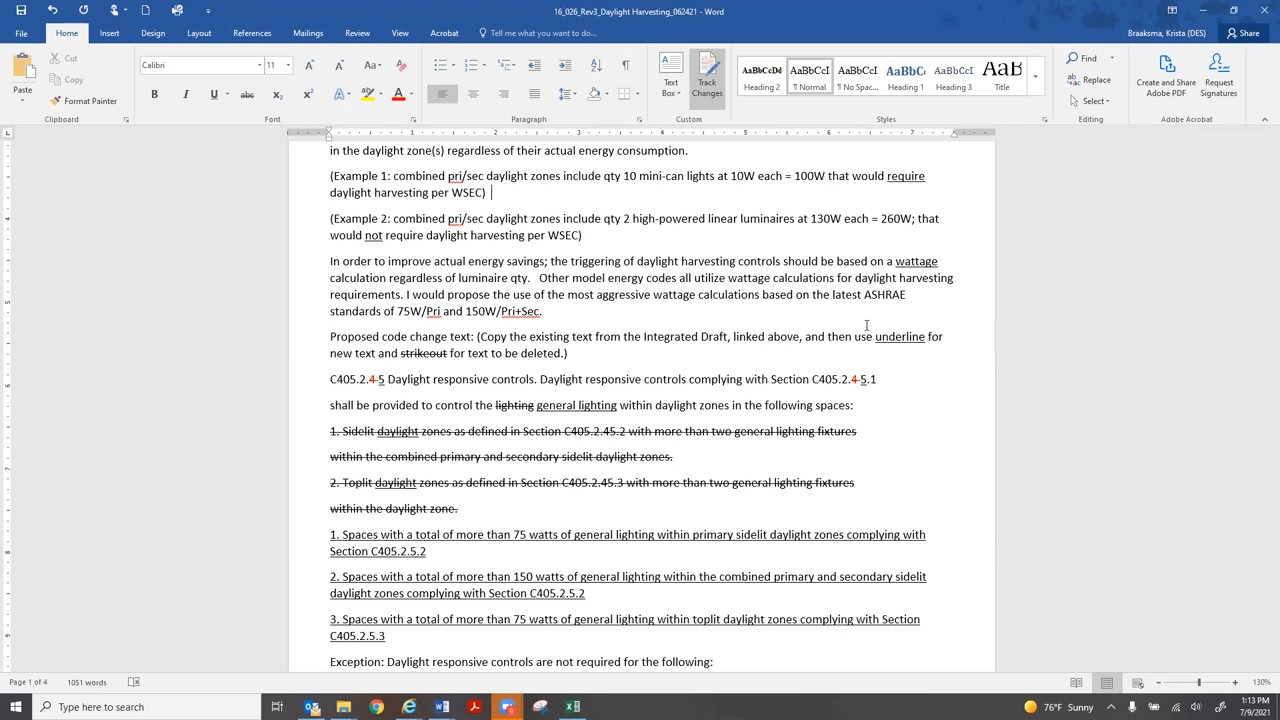 16_026_Rev3_Daylight_Harvesting_062421 - Word
Braaksma, Krista (DES)
File Home Insert Draw Design Layout References Mailings Review View Acrobat Tell me what you want to do... Share
Paste
Cut
Copy
Format Painter
Clipboard
Calibri 11
Font
Paragraph
Text Box
Track Changes
Custom
AaBbCcDd AaBbCcI AaBbCcI AaBbC AaBbCcI AaB
Heading 2 ¶ Normal ¶ No Spac... Heading 1 Heading 3 Title
Styles
Find
Replace
Select
Editing
Create and Share Adobe PDF
Request Signatures
Adobe Acrobat
1 2 3 4 5 6 7
in the daylight zone(s) regardless of their actual energy consumption.
(Example 1: combined pri/sec daylight zones include qty 10 mini-can lights at 10W each = 100W that would require
daylight harvesting per WSEC)
(Example 2: combined pri/sec daylight zones include qty 2 high-powered linear luminaires at 130W each = 260W; that
would not require daylight harvesting per WSEC)
In order to improve actual energy savings; the triggering of daylight harvesting controls should be based on a wattage
calculation regardless of luminaire qty. Other model energy codes all utilize wattage calculations for daylight harvesting
requirements. I would propose the use of the most aggressive wattage calculations based on the latest ASHRAE
standards of 75W/Pri and 150W/Pri+Sec.
Proposed code change text: (Copy the existing text from the Integrated Draft, linked above, and then use underline for
new text and strikeout for text to be deleted.)
C405.2.4 5 Daylight responsive controls. Daylight responsive controls complying with Section C405.2.4 5.1
shall be provided to control the lighting general lighting within daylight zones in the following spaces:
1. Sidelit daylight zones as defined in Section C405.2.45.2 with more than two general lighting fixtures
within the combined primary and secondary sidelit daylight zones.
2. Toplit daylight zones as defined in Section C405.2.45.3 with more than two general lighting fixtures
within the daylight zone.
1. Spaces with a total of more than 75 watts of general lighting within primary sidelit daylight zones complying with
Section C405.2.5.2
2. Spaces with a total of more than 150 watts of general lighting within the combined primary and secondary sidelit
daylight zones complying with Section C405.2.5.2
3. Spaces with a total of more than 75 watts of general lighting within toplit daylight zones complying with Section
C405.2.5.3
Exception: Daylight responsive controls are not required for the following:
Page 1 of 4 1051 words 130%
Type here to search
76°F Sunny
1:13 PM
7/9/2021